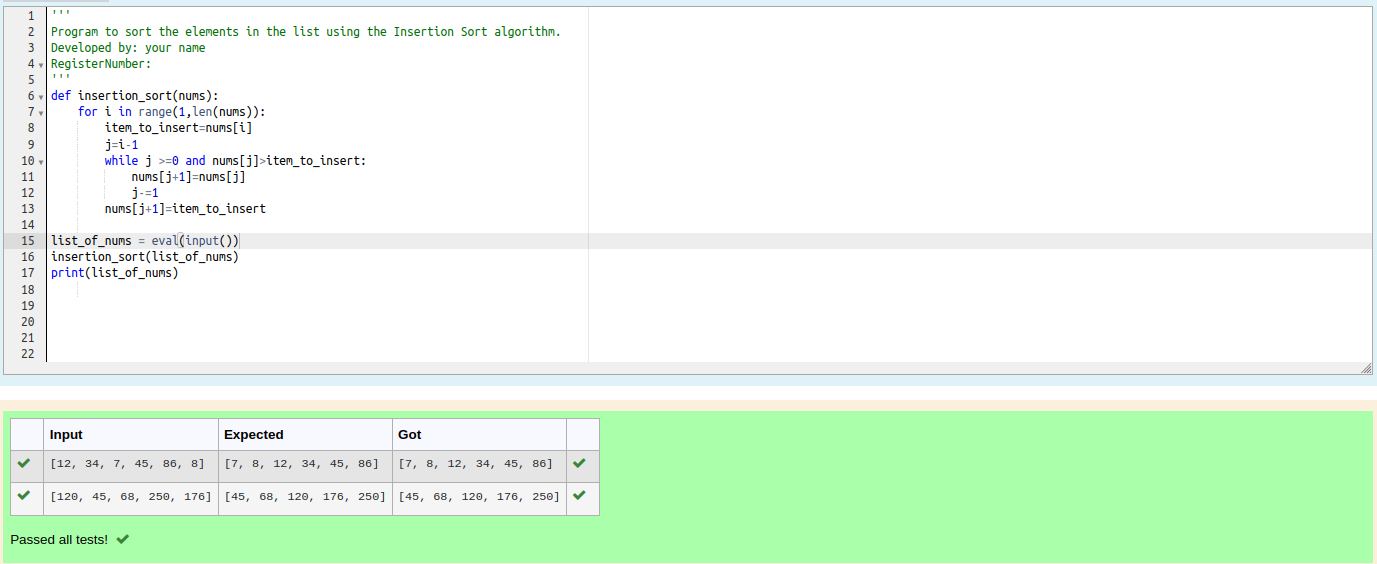 1 '''
2 Program to sort the elements in the list using the Insertion Sort algorithm.
3 Developed by: your name
4 RegisterNumber:
5 '''
6 def insertion_sort(nums):
7     for i in range(1,len(nums)):
8         item_to_insert=nums[i]
9         j=i-1
10         while j >=0 and nums[j]>item_to_insert:
11             nums[j+1]=nums[j]
12             j-=1
13         nums[j+1]=item_to_insert
14
15 list_of_nums = eval(input())
16 insertion_sort(list_of_nums)
17 print(list_of_nums)
18
19
20
21
22
Input Expected Got
[12, 34, 7, 45, 86, 8] [7, 8, 12, 34, 45, 86] [7, 8, 12, 34, 45, 86]
[120, 45, 68, 250, 176] [45, 68, 120, 176, 250] [45, 68, 120, 176, 250]
Passed all tests!